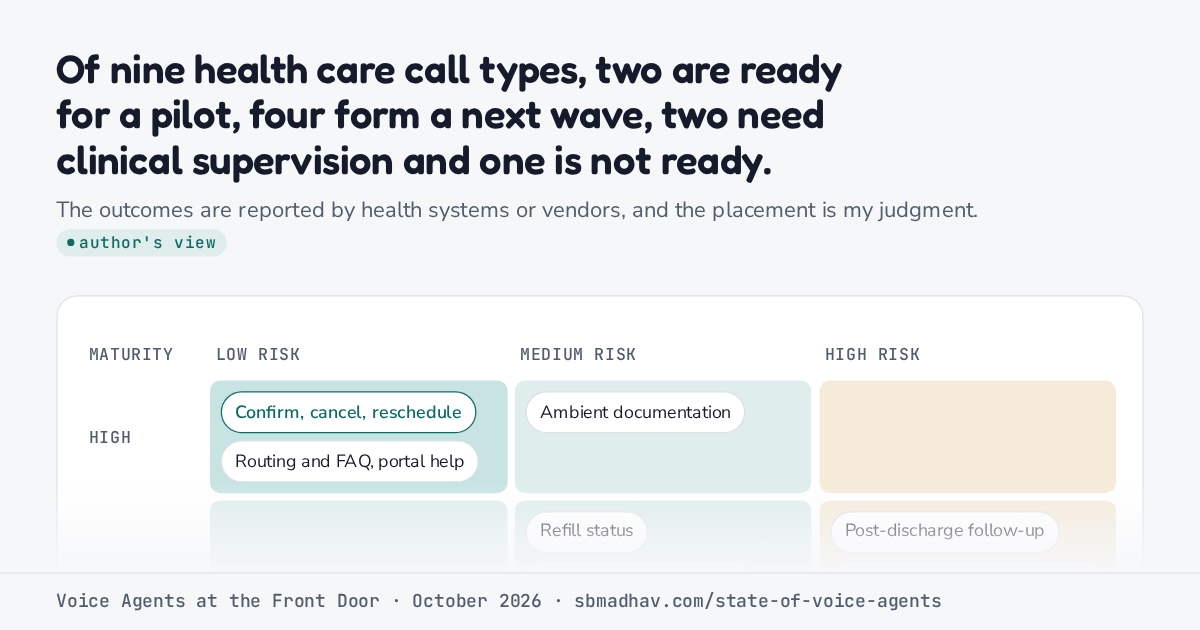 Of nine health care call types, two are ready
for a pilot, four form a next wave, two need
clinical supervision and one is not ready.
The outcomes are reported by health systems or vendors, and the placement is my judgment.
author's view
MATURITY LOW RISK MEDIUM RISK HIGH RISK
Confirm, cancel, reschedule Ambient documentation
HIGH
Routing and FAQ, portal help
Refill status Post-discharge follow-up
Voice Agents at the Front Door · October 2026 · sbmadhav.com/state-of-voice-agents